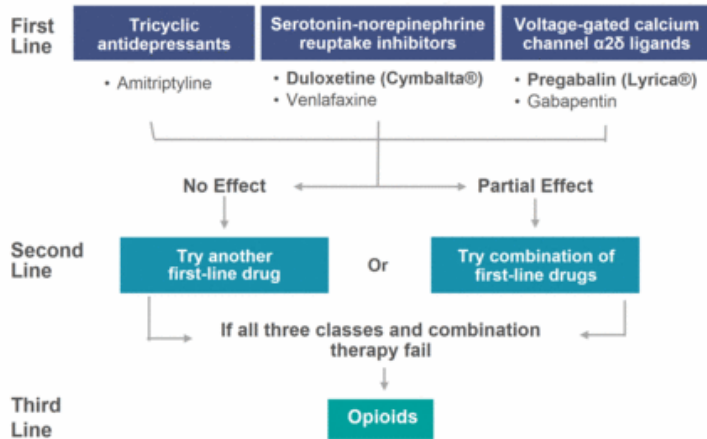 First
Line
Tricyclic
antidepressants
Serotonin-norepinephrine
reuptake inhibitors
Voltage-gated calcium
channel α2δ ligands
• Amitriptyline
• Duloxetine (Cymbalta®)
• Venlafaxine
• Pregabalin (Lyrica®)
• Gabapentin
No Effect
Partial Effect
Second
Line
Try another
first-line drug
Or
Try combination of
first-line drugs
If all three classes and combination
therapy fail
Third
Line
Opioids